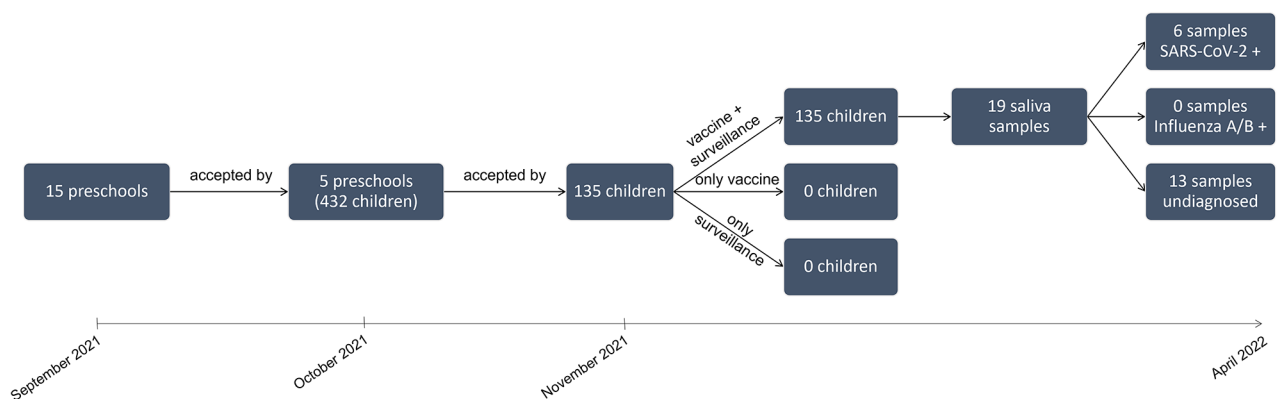 15 preschools
accepted by
5 preschools
(432 children)
accepted by
135 children
vaccine +
surveillance
only vaccine
only
surveillance
135 children
0 children
0 children
19 saliva
samples
6 samples
SARS-CoV-2 +
0 samples
Influenza A/B +
13 samples
undiagnosed
September 2021
October 2021
November 2021
April 2022